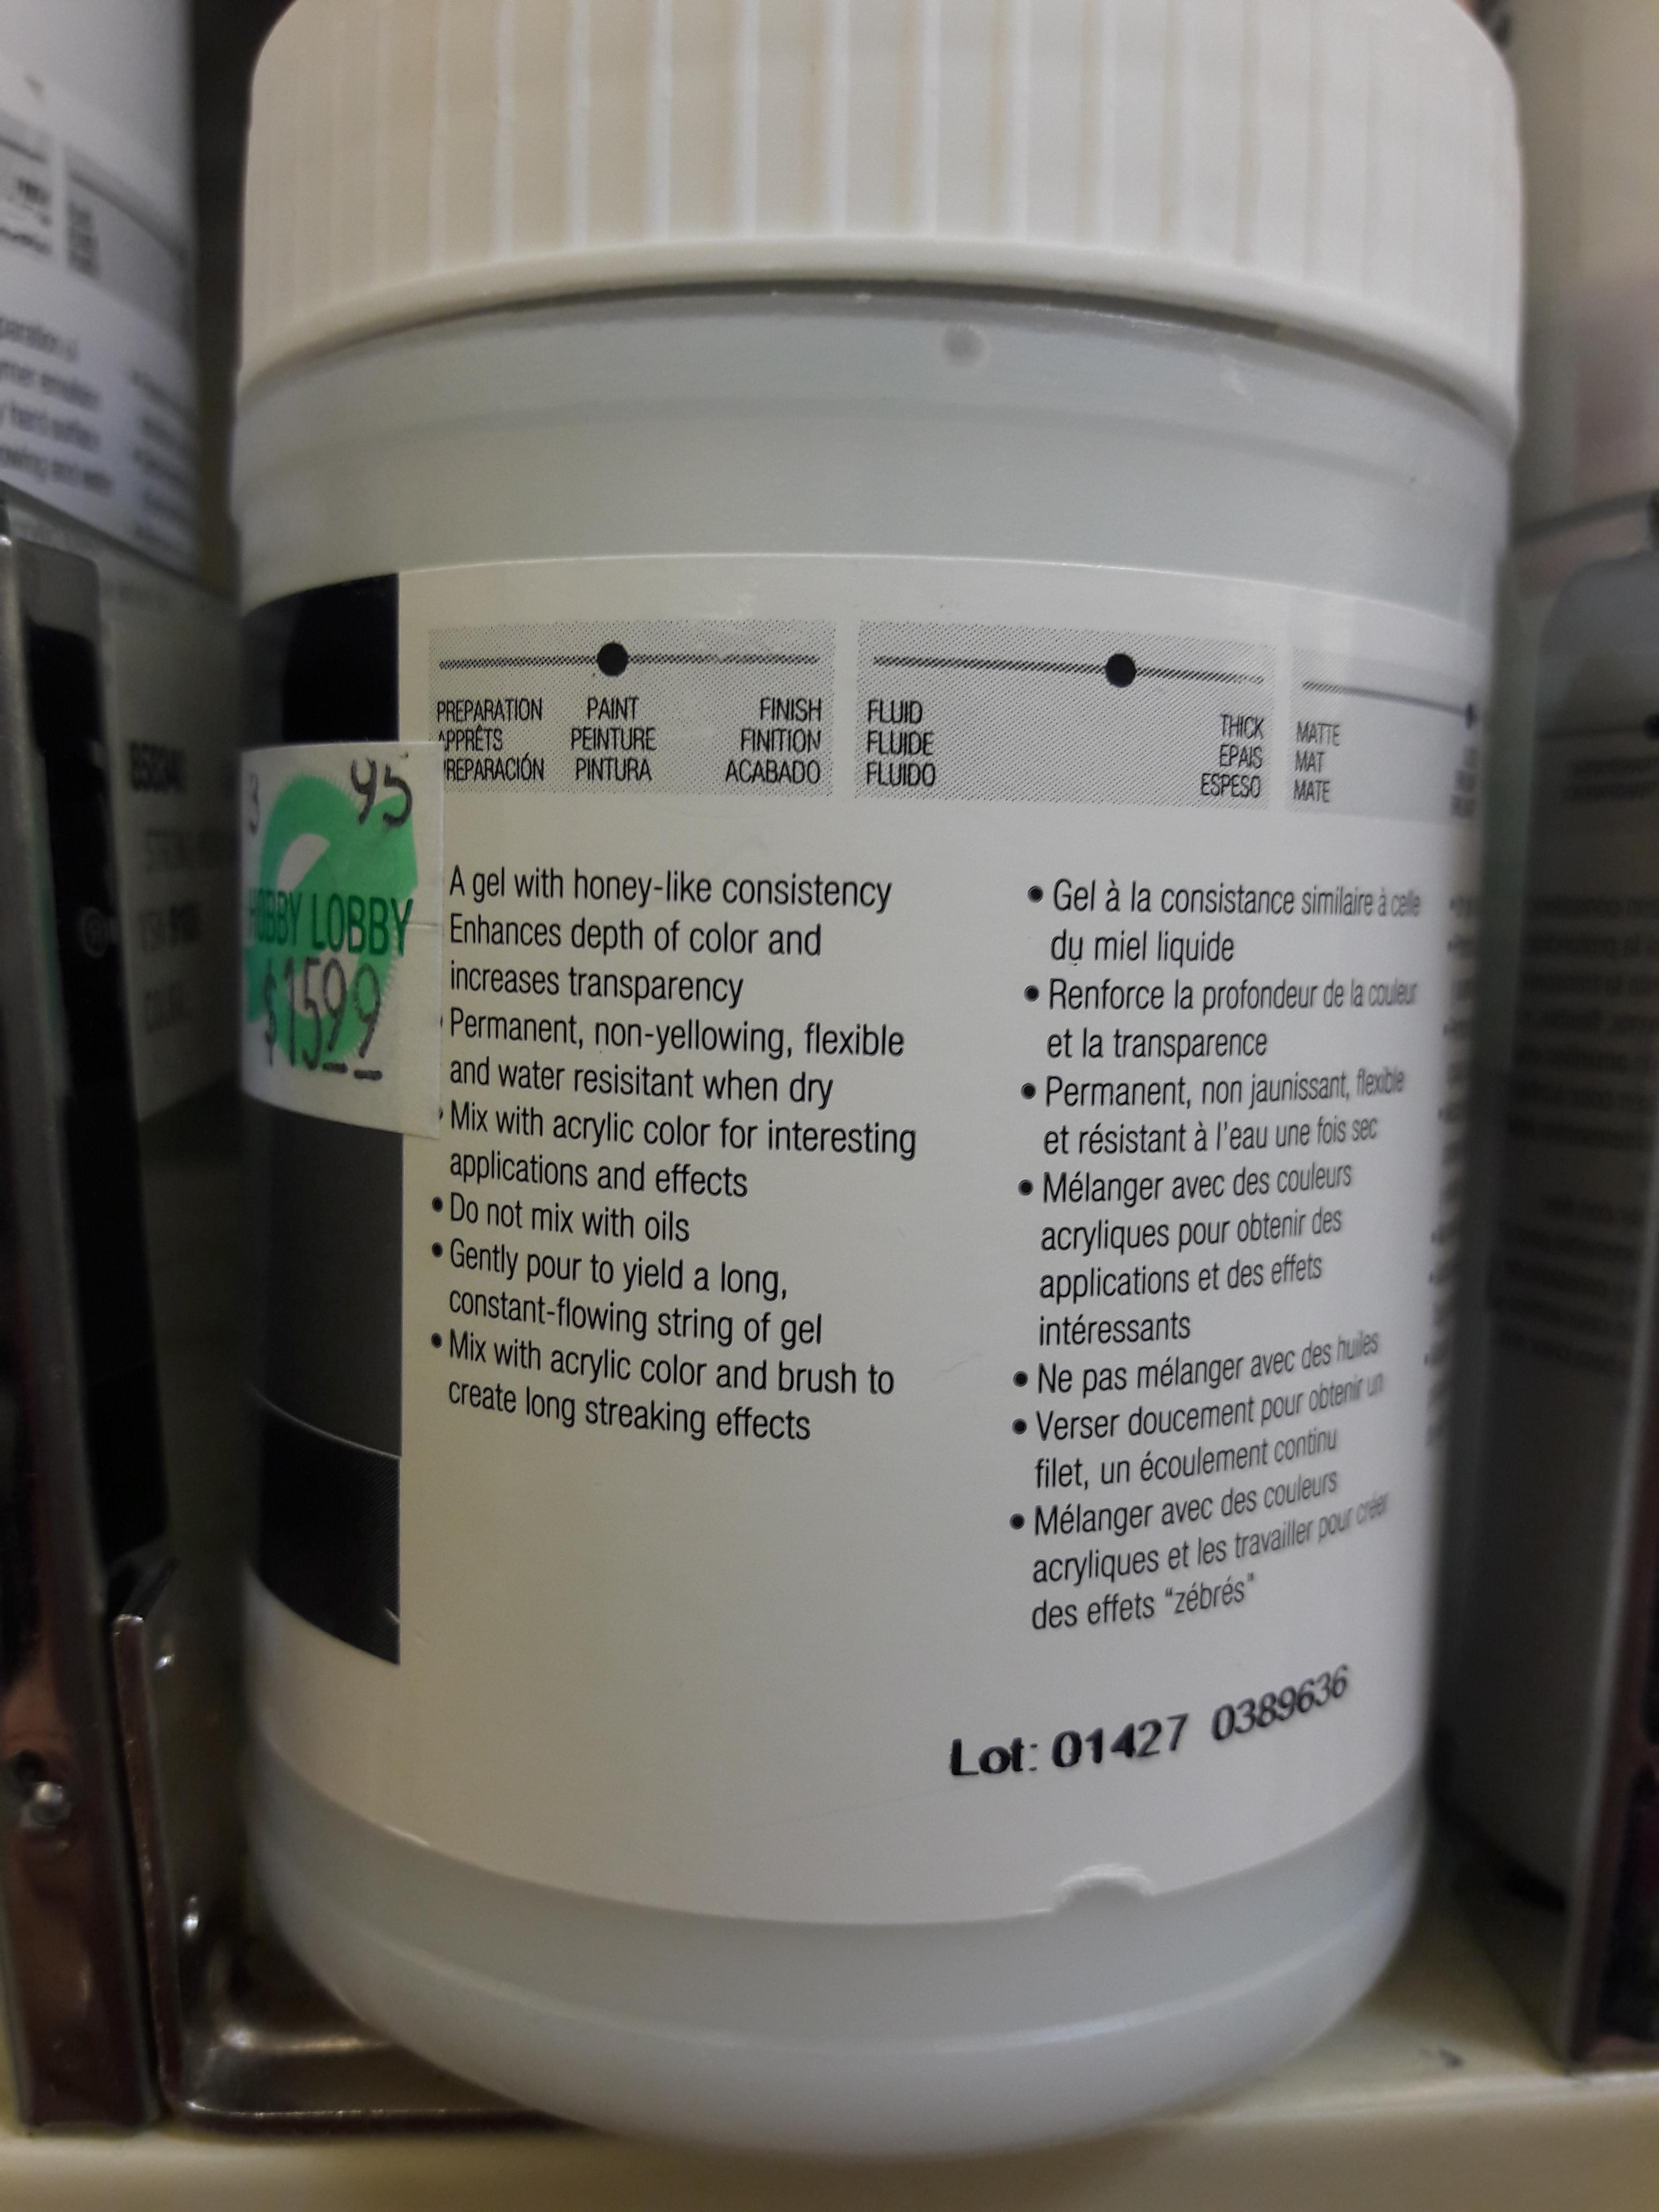 PREPARATION PAINT FINISH
APPRÊTS PEINTURE FINITION
REPARACIÓN PINTURA ACABADO
FLUID THICK
FLUIDE EPAIS
FLUIDO ESPESO
MATTE
MAT
MATE
3 95
HOBBY LOBBY
$1599
A gel with honey-like consistency
Enhances depth of color and
increases transparency
Permanent, non-yellowing, flexible
and water resisitant when dry
Mix with acrylic color for interesting
applications and effects
• Do not mix with oils
• Gently pour to yield a long,
constant-flowing string of gel
• Mix with acrylic color and brush to
create long streaking effects
• Gel à la consistance similaire à celle
du miel liquide
• Renforce la profondeur de la couleur
et la transparence
• Permanent, non jaunissant, flexible
et résistant à l'eau une fois sec
• Mélanger avec des couleurs
acryliques pour obtenir des
applications et des effets
intéressants
• Ne pas mélanger avec des huiles
• Verser doucement pour obtenir un
filet, un écoulement continu
• Mélanger avec des couleurs
acryliques et les travailler pour créer
des effets "zébrés"
Lot: 01427 0389636